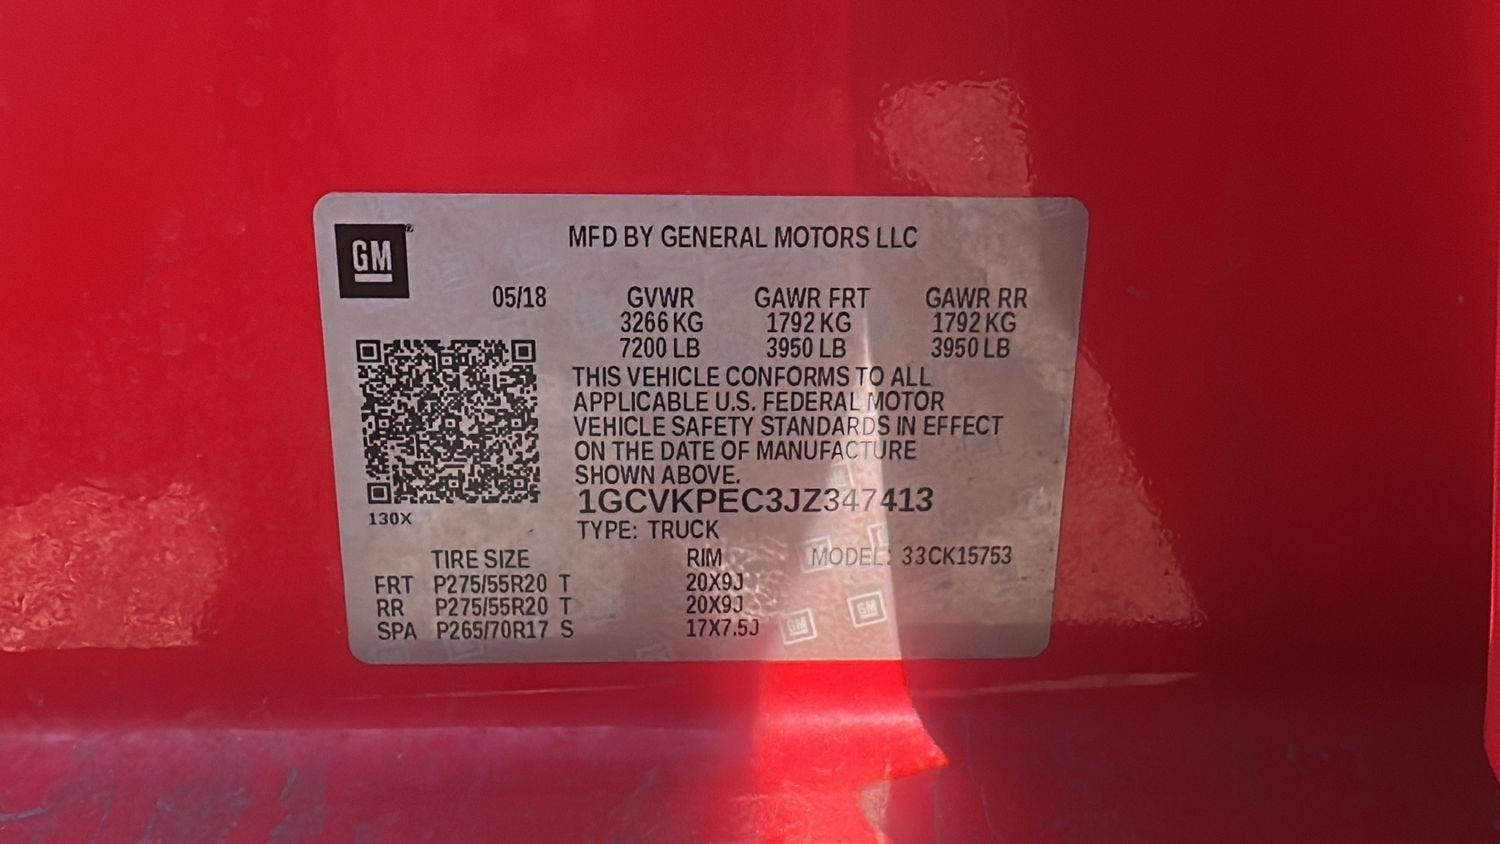 GM
MFD BY GENERAL MOTORS LLC
05/18 GVWR GAWR FRT GAWR RR
3266 KG 1792 KG 1792 KG
7200 LB 3950 LB 3950 LB
THIS VEHICLE CONFORMS TO ALL
APPLICABLE U.S. FEDERAL MOTOR
VEHICLE SAFETY STANDARDS IN EFFECT
ON THE DATE OF MANUFACTURE
SHOWN ABOVE.
1GCVKPEC3JZ347413
130X
TYPE: TRUCK
TIRE SIZE RIM MODEL: 33CK15753
FRT P275/55R20 T 20X9J
RR P275/55R20 T 20X9J
SPA P265/70R17 S 17X7.5J
GM GM